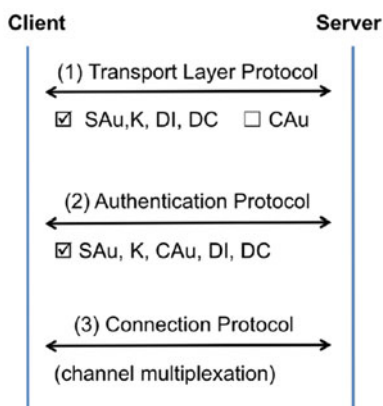 Client Server
(1) Transport Layer Protocol
☑ SAu,K, DI, DC ☐ CAu
(2) Authentication Protocol
☑ SAu, K, CAu, DI, DC
(3) Connection Protocol
(channel multiplexation)